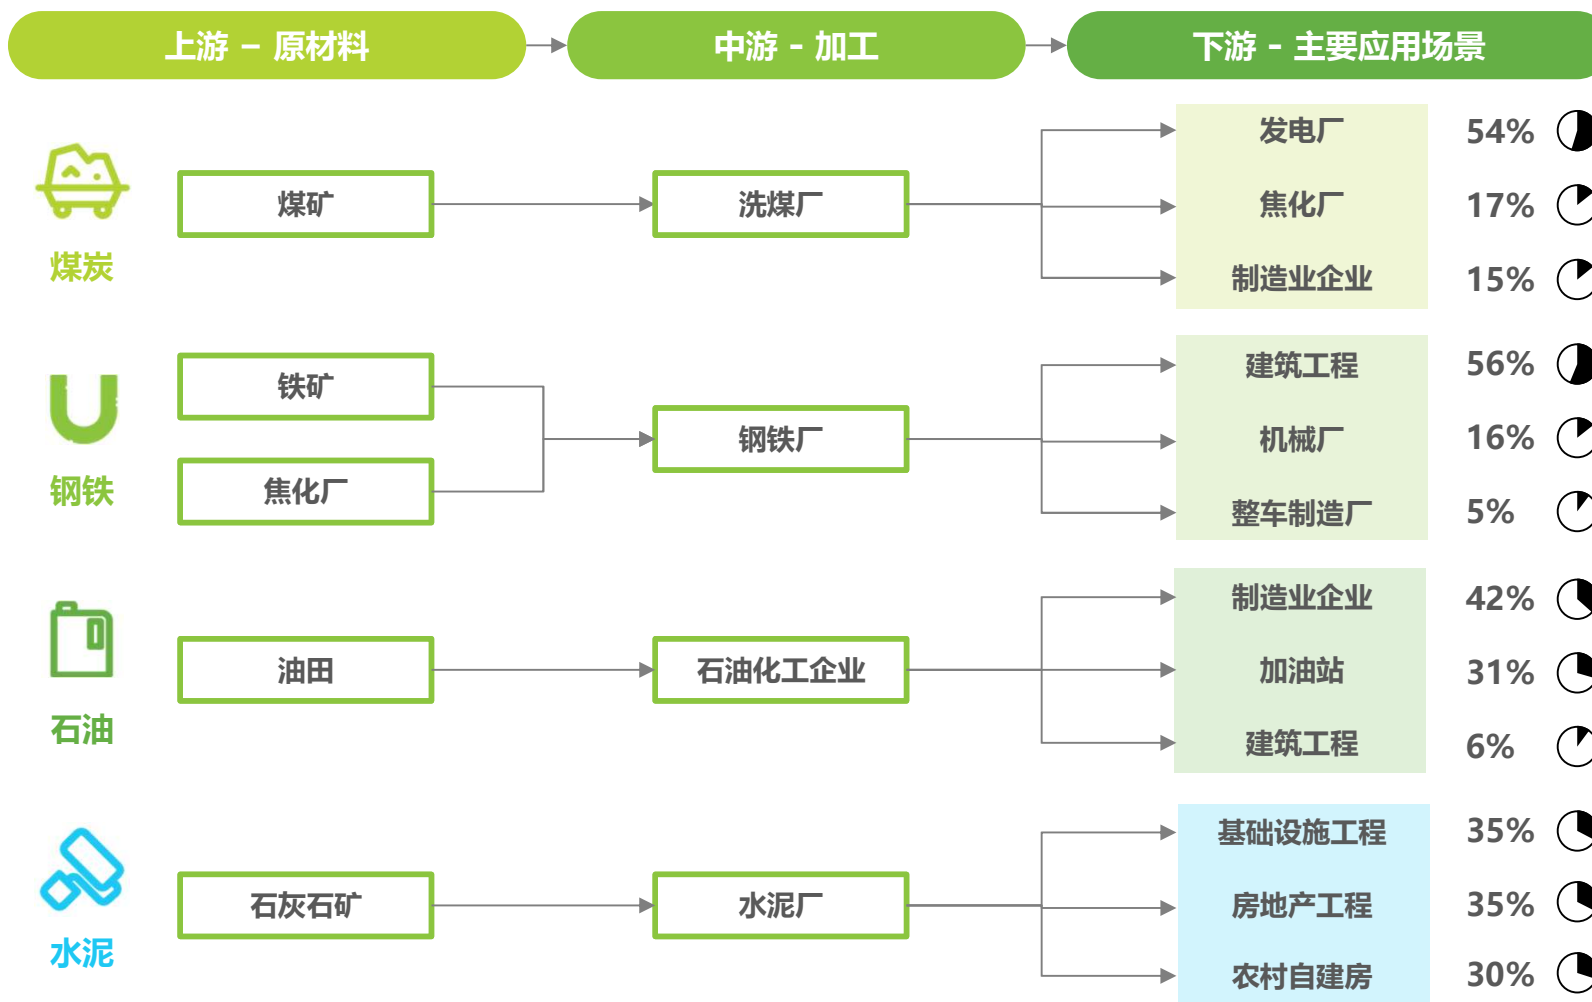 上游 – 原材料
中游 - 加工
下游 - 主要应用场景
煤炭
煤矿
洗煤厂
发电厂 54%
焦化厂 17%
制造业企业 15%
钢铁
铁矿
焦化厂
钢铁厂
建筑工程 56%
机械厂 16%
整车制造厂 5%
石油
油田
石油化工企业
制造业企业 42%
加油站 31%
建筑工程 6%
水泥
石灰石矿
水泥厂
基础设施工程 35%
房地产工程 35%
农村自建房 30%